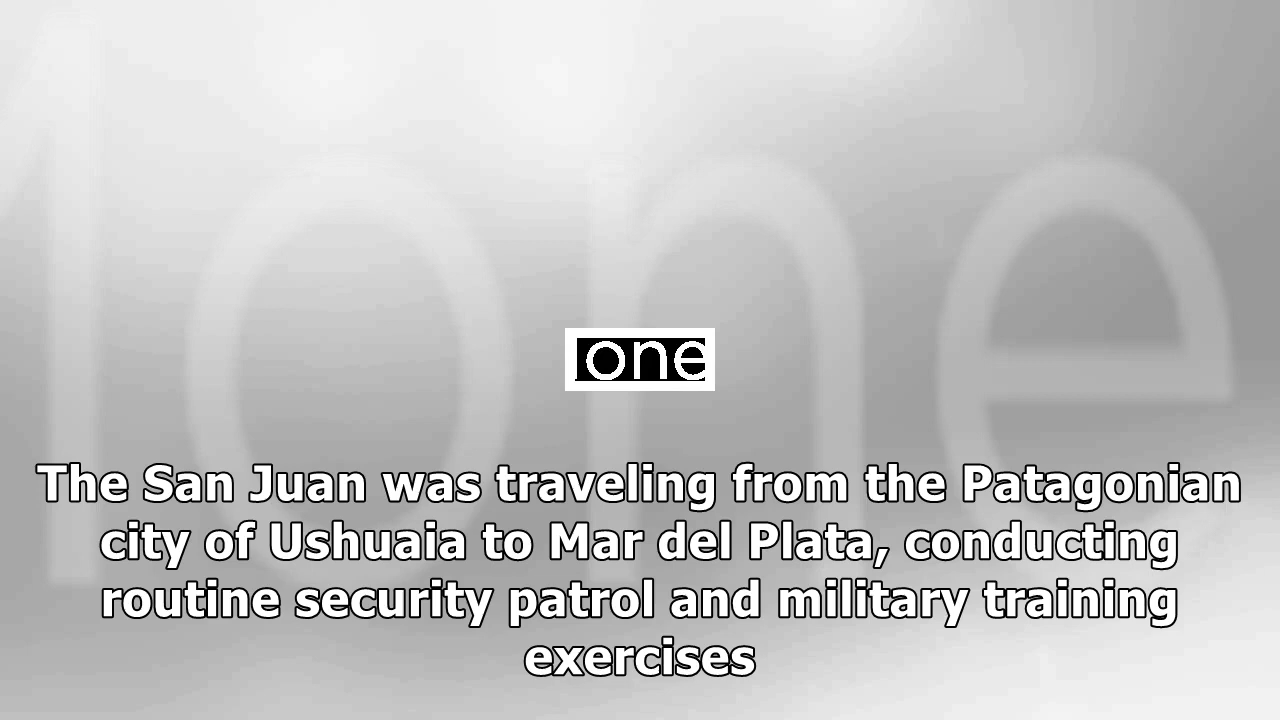 one
one
The San Juan was traveling from the Patagonian
city of Ushuaia to Mar del Plata, conducting
routine security patrol and military training
exercises